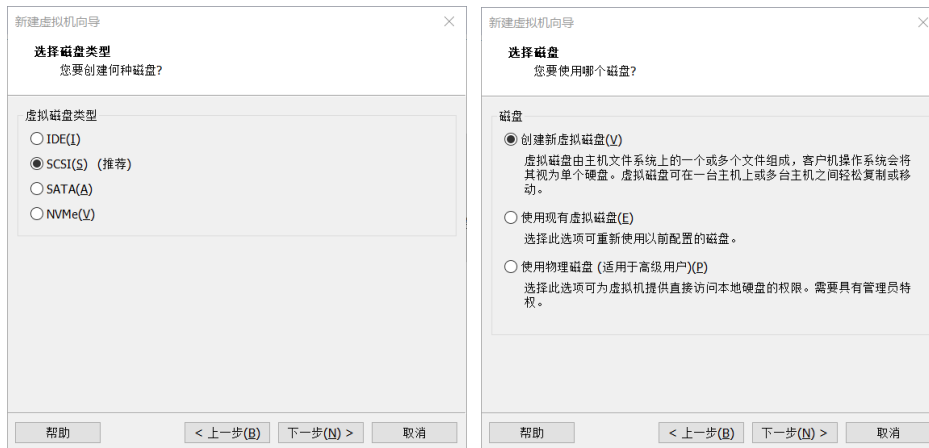 新建虚拟机向导
选择磁盘类型
您要创建何种磁盘?
虚拟磁盘类型
IDE(I)
SCSI(S) (推荐)
SATA(A)
NVMe(V)
帮助
< 上一步(B)
下一步(N) >
取消
新建虚拟机向导
选择磁盘
您要使用哪个磁盘?
磁盘
创建新虚拟磁盘(V)
虚拟磁盘由主机文件系统上的一个或多个文件组成，客户机操作系统会将
其视为单个硬盘。虚拟磁盘可在一台主机上或多台主机之间轻松复制或移
动。
使用现有虚拟磁盘(E)
选择此选项可重新使用以前配置的磁盘。
使用物理磁盘 (适用于高级用户)(P)
选择此选项可为虚拟机提供直接访问本地硬盘的权限。需要具有管理员特
权。
帮助
< 上一步(B)
下一步(N) >
取消